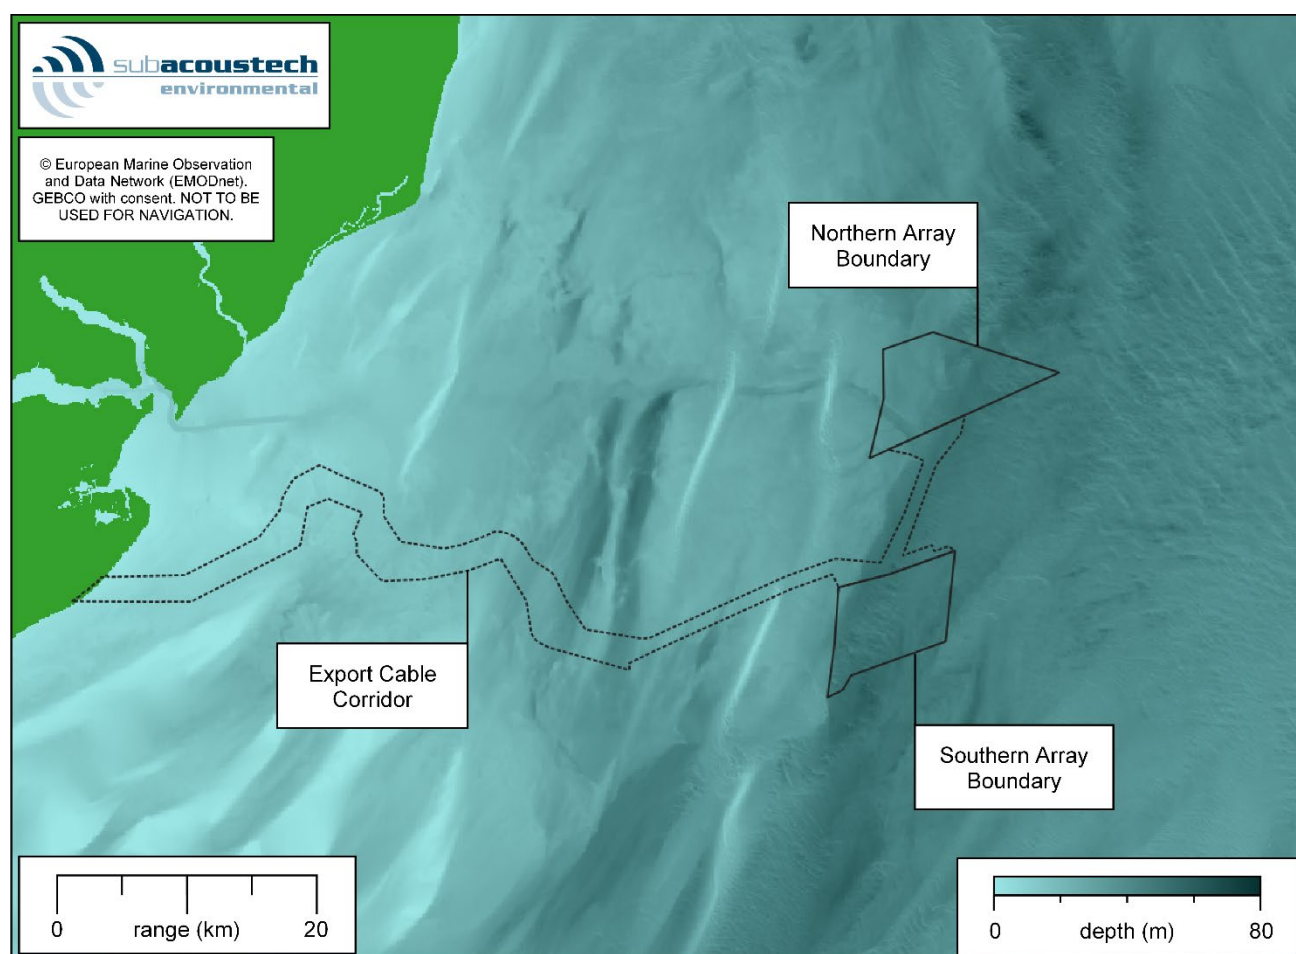 subacoustech
environmental
© European Marine Observation
and Data Network (EMODnet).
GEBCO with consent. NOT TO BE
USED FOR NAVIGATION.
Northern Array
Boundary
Export Cable
Corridor
Southern Array
Boundary
0 range (km) 20
0 depth (m) 80